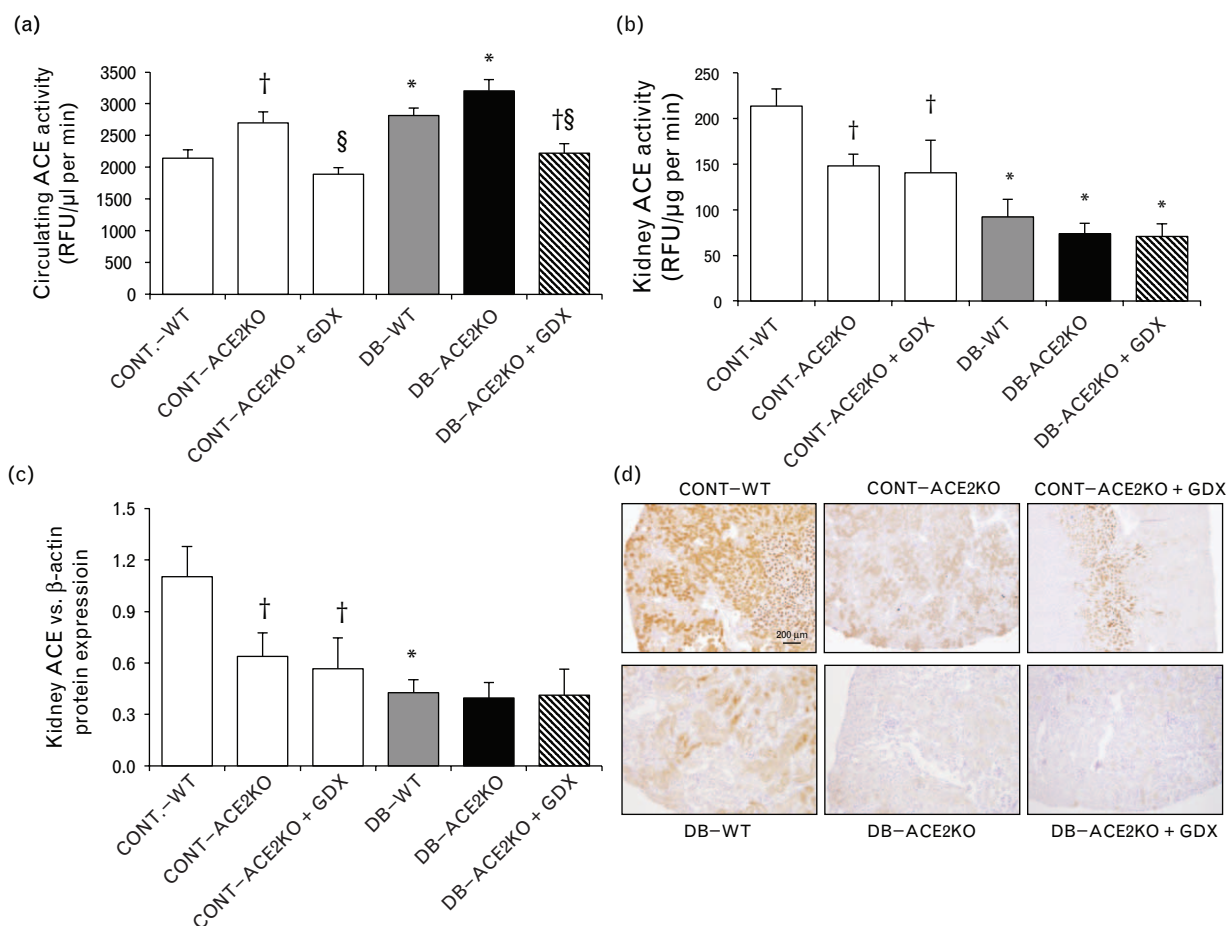 (a)
Circulating ACE activity
(RFU/µl per min)
3500
3000
2500
2000
1500
1000
500
0
†
§
*
*
†§
CONT.–WT
CONT–ACE2KO
CONT–ACE2KO + GDX
DB–WT
DB–ACE2KO
DB–ACE2KO + GDX
(b)
Kidney ACE activity
(RFU/µg per min)
250
200
150
100
50
0
†
†
*
*
*
CONT-WT
CONT-ACE2KO
CONT-ACE2KO + GDX
DB-WT
DB-ACE2KO
DB-ACE2KO + GDX
(c)
Kidney ACE vs. β-actin
protein expressioin
1.5
1.2
0.9
0.6
0.3
0.0
†
†
*
CONT.–WT
CONT–ACE2KO
CONT–ACE2KO + GDX
DB–WT
DB–ACE2KO
DB–ACE2KO + GDX
(d)
CONT–WT
CONT–ACE2KO
CONT–ACE2KO + GDX
200 µm
DB–WT
DB–ACE2KO
DB–ACE2KO + GDX